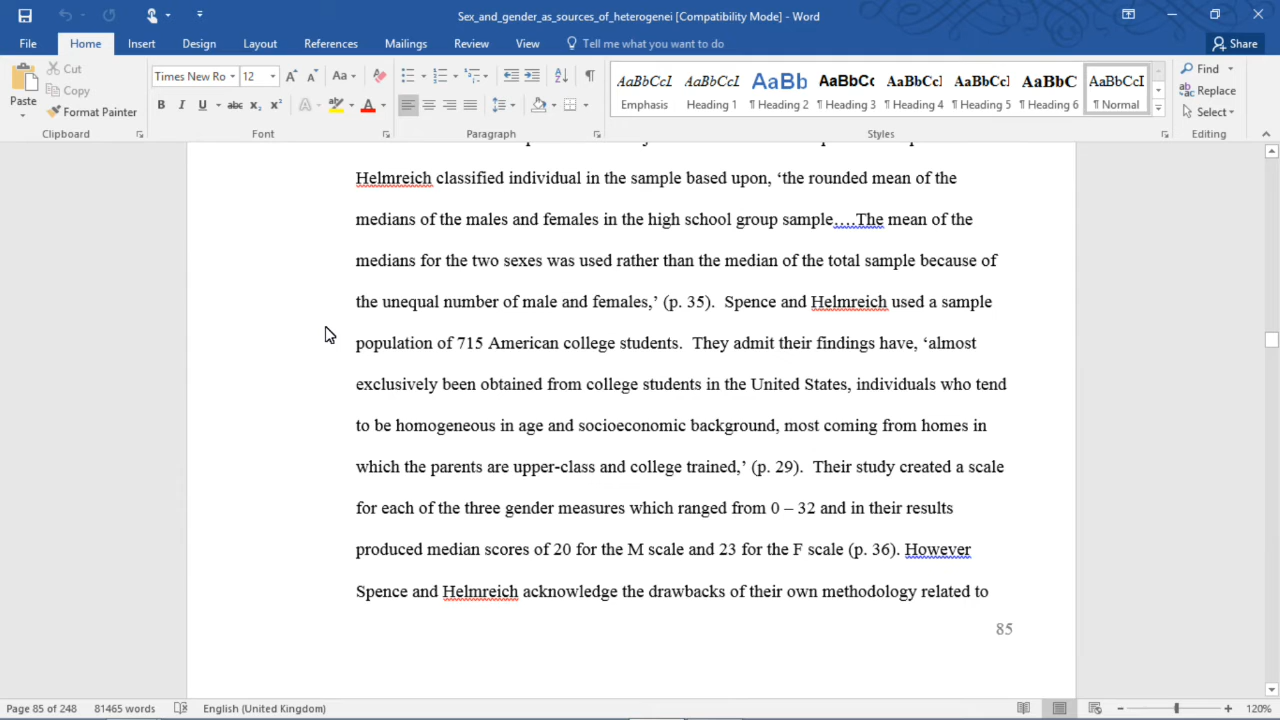 Sex_and_gender_as_sources_of_heterogenei [Compatibility Mode] - Word
File Home Insert Design Layout References Mailings Review View Tell me what you want to do Share
Cut
Copy
Paste
Format Painter
Clipboard
Times New Ro 12
Font
Paragraph
AaBbCcL AaBbCcL AaBb AaBbCc AaBbCcI AaBbCcI AaBbC AaBbCcI
Emphasis Heading 1 ¶ Heading 2 ¶ Heading 3 ¶ Heading 4 ¶ Heading 5 ¶ Heading 6 ¶ Normal
Styles
Find
Replace
Select
Editing
Helmreich classified individual in the sample based upon, ‘the rounded mean of the
medians of the males and females in the high school group sample….The mean of the
medians for the two sexes was used rather than the median of the total sample because of
the unequal number of male and females,’ (p. 35).  Spence and Helmreich used a sample
population of 715 American college students.  They admit their findings have, ‘almost
exclusively been obtained from college students in the United States, individuals who tend
to be homogeneous in age and socioeconomic background, most coming from homes in
which the parents are upper-class and college trained,’ (p. 29).  Their study created a scale
for each of the three gender measures which ranged from 0 – 32 and in their results
produced median scores of 20 for the M scale and 23 for the F scale (p. 36). However
Spence and Helmreich acknowledge the drawbacks of their own methodology related to
85
Page 85 of 248 81465 words English (United Kingdom) 120%